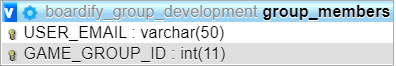 v boardify_group_development group_members
USER_EMAIL : varchar(50)
GAME_GROUP_ID : int(11)